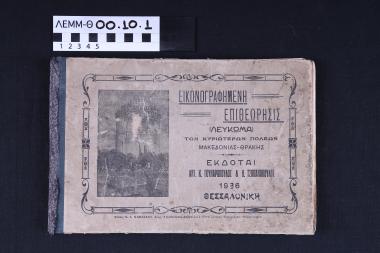 ΛΕΜΜ-Θ 00.10.1
1 2 3 4 5
ΕΙΚΟΝΟΓΡΑΦΗΜΕΝΗ
ΕΠΙΘΕΩΡΗΣΙΣ
(ΛΕΥΚΩΜΑ)
ΤΩΝ ΚΥΡΙΩΤΕΡΩΝ ΠΟΛΕΩΝ
ΜΑΚΕΔΟΝΙΑΣ-ΘΡΑΚΗΣ
ΕΚΔΟΤΑΙ
Κ. & Π.
1936
ΘΕΣΣΑΛΟΝΙΚΗ